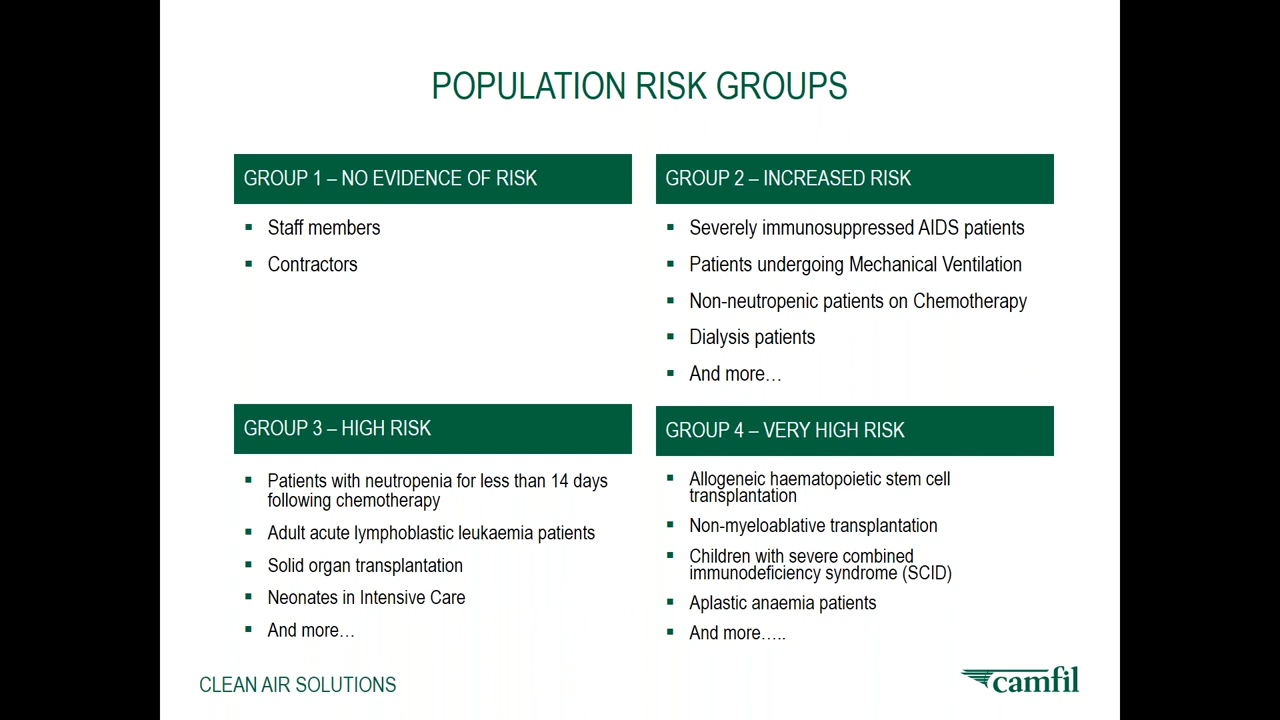 POPULATION RISK GROUPS
GROUP 1 – NO EVIDENCE OF RISK
Staff members
Contractors
GROUP 2 – INCREASED RISK
Severely immunosuppressed AIDS patients
Patients undergoing Mechanical Ventilation
Non-neutropenic patients on Chemotherapy
Dialysis patients
And more…
GROUP 3 – HIGH RISK
Patients with neutropenia for less than 14 days
following chemotherapy
Adult acute lymphoblastic leukaemia patients
Solid organ transplantation
Neonates in Intensive Care
And more…
GROUP 4 – VERY HIGH RISK
Allogeneic haematopoietic stem cell
transplantation
Non-myeloablative transplantation
Children with severe combined
immunodeficiency syndrome (SCID)
Aplastic anaemia patients
And more…..
CLEAN AIR SOLUTIONS
camfil